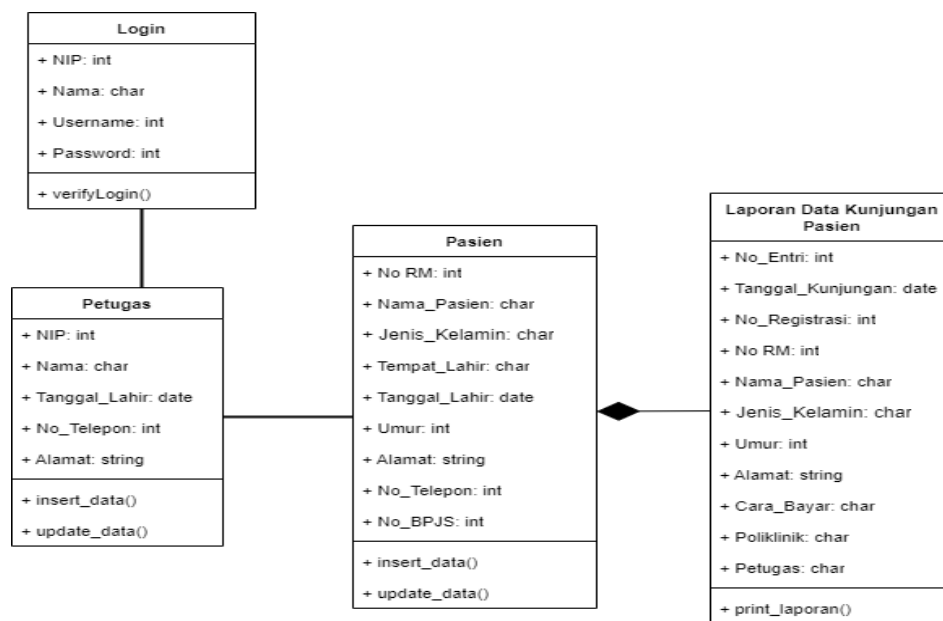 Login
+ NIP: int
+ Nama: char
+ Username: int
+ Password: int
+ verifyLogin()
Petugas
+ NIP: int
+ Nama: char
+ Tanggal_Lahir: date
+ No_Telepon: int
+ Alamat: string
+ insert_data()
+ update_data()
Pasien
+ No RM: int
+ Nama_Pasien: char
+ Jenis_Kelamin: char
+ Tempat_Lahir: char
+ Tanggal_Lahir: date
+ Umur: int
+ Alamat: string
+ No_Telepon: int
+ No_BPJS: int
+ insert_data()
+ update_data()
Laporan Data Kunjungan
Pasien
+ No_Entri: int
+ Tanggal_Kunjungan: date
+ No_Registrasi: int
+ No RM: int
+ Nama_Pasien: char
+ Jenis_Kelamin: char
+ Umur: int
+ Alamat: string
+ Cara_Bayar: char
+ Poliklinik: char
+ Petugas: char
+ print_laporan()